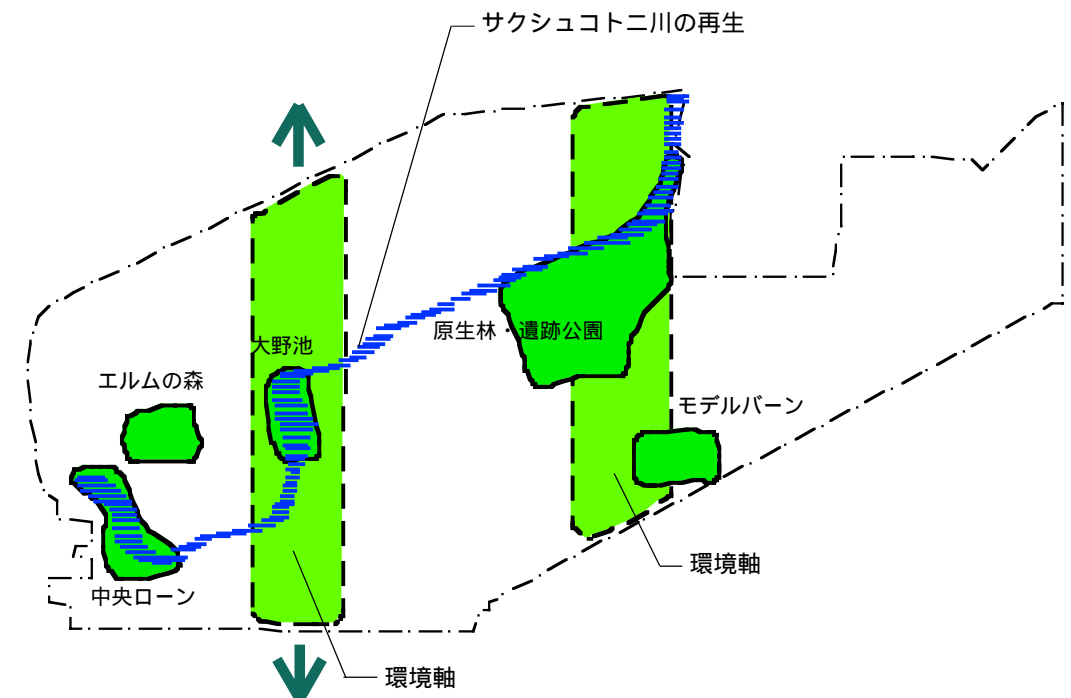 サクシュコトニ川の再生
原生林・遺跡公園
大野池
エルムの森
モデルバーン
環境軸
中央ローン
環境軸